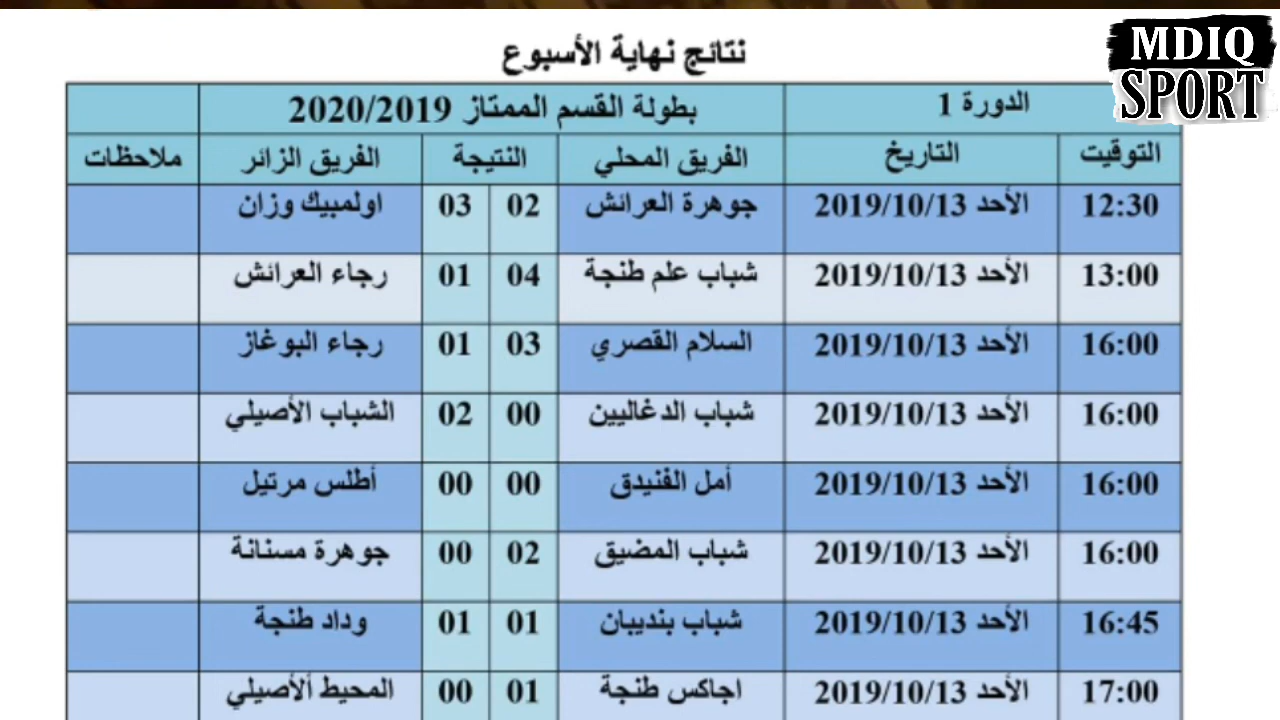 MDIQ
SPORT
نتائج نهاية الأسبوع
الدورة 1 بطولة القسم الممتاز 2020/2019
التوقيت التاريخ الفريق المحلي النتيجة الفريق الزائر ملاحظات
12:30 الأحد 2019/10/13 جوهرة العرائش 02 03 اولمبيك وزان
13:00 الأحد 2019/10/13 شباب علم طنجة 04 01 رجاء العرائش
16:00 الأحد 2019/10/13 السلام القصري 03 01 رجاء البوغاز
16:00 الأحد 2019/10/13 شباب الدغاليين 00 02 الشباب الأصيلي
16:00 الأحد 2019/10/13 أمل الفنيدق 00 00 أطلس مرتيل
16:00 الأحد 2019/10/13 شباب المضيق 02 00 جوهرة مسنانة
16:45 الأحد 2019/10/13 شباب بنديبان 01 01 وداد طنجة
17:00 الأحد 2019/10/13 اجاكس طنجة 01 00 المحيط ألأصيلي